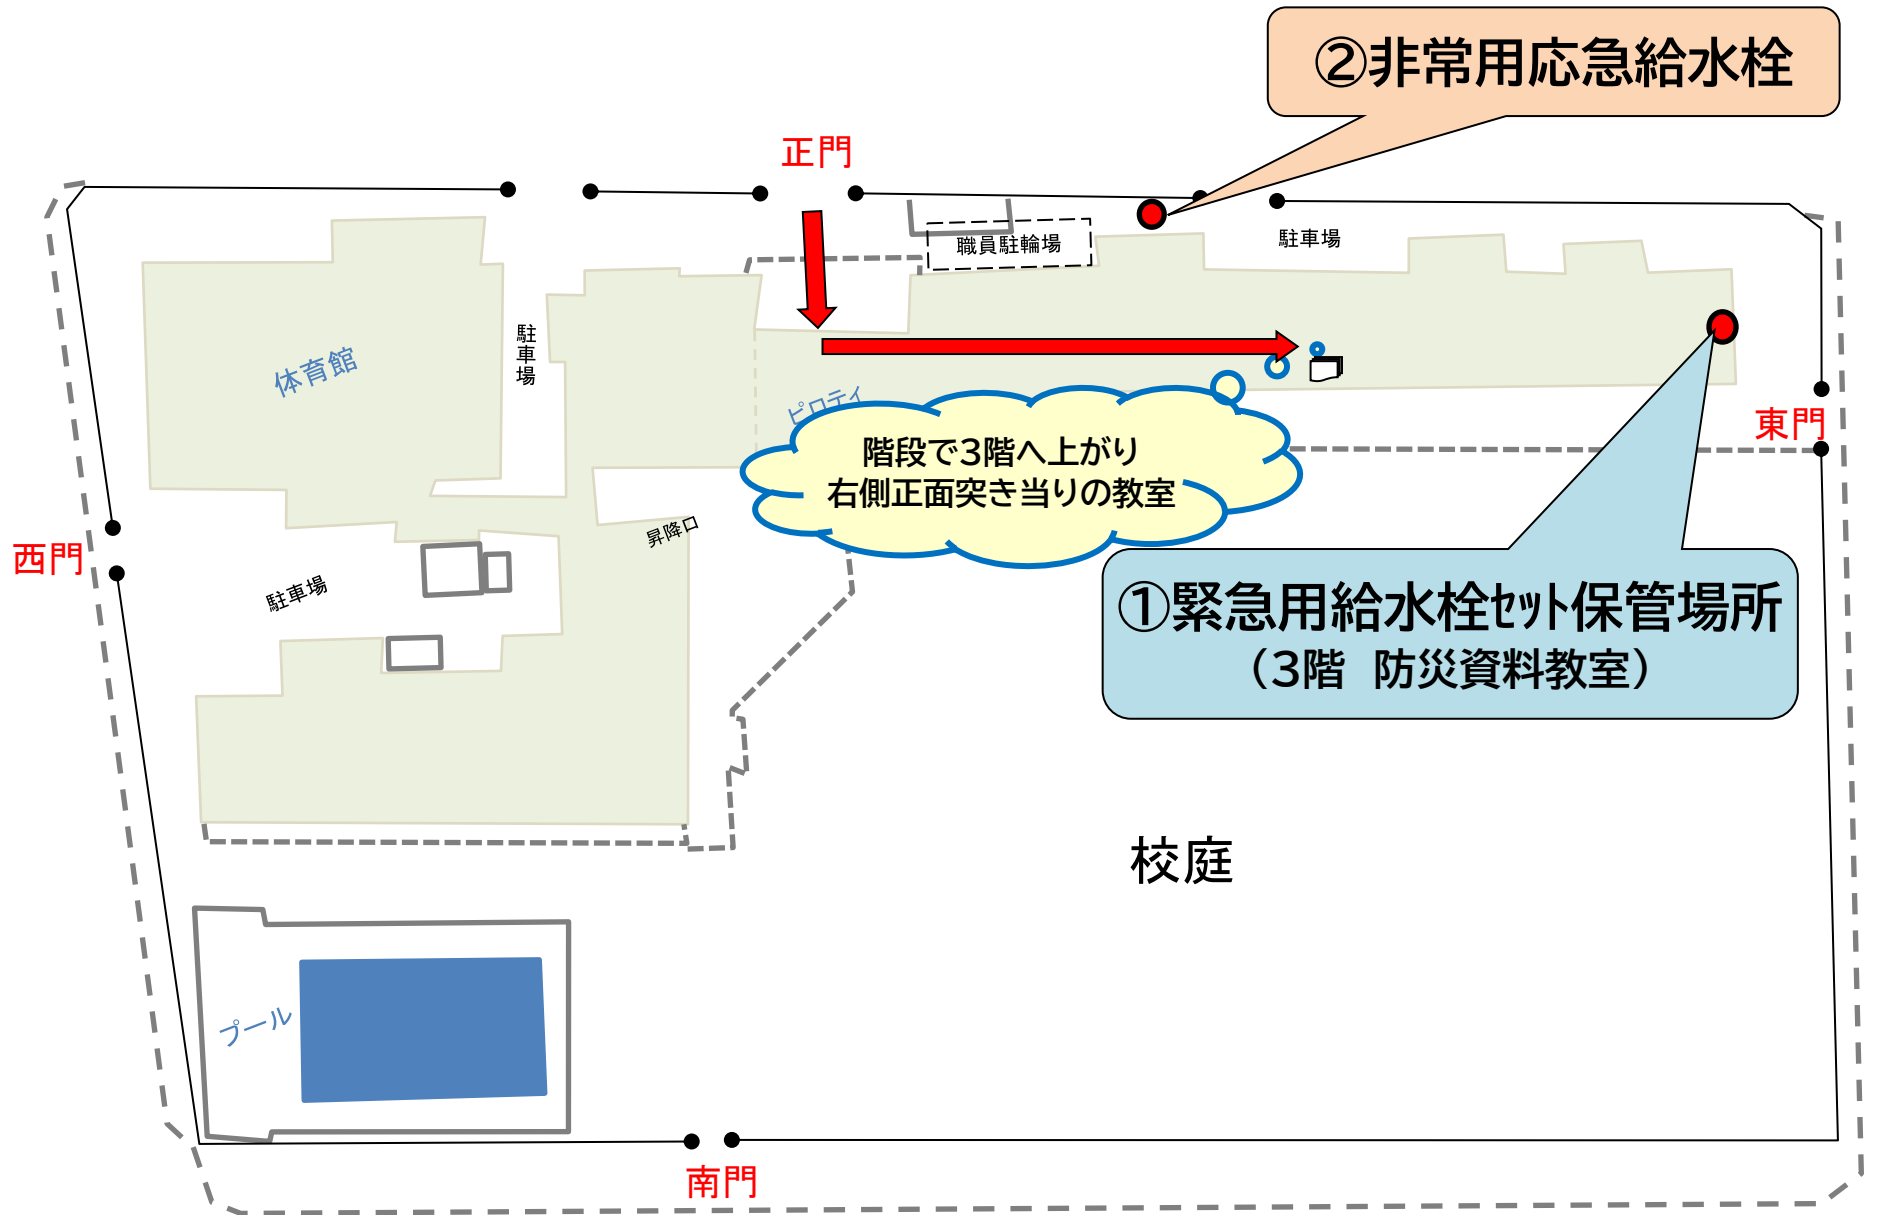 ②非常用応急給水栓
正門
職員駐輪場
駐車場
駐車場
体育館
ピロティ
東門
階段で3階へ上がり
右側正面突き当りの教室
昇降口
西門
駐車場
①緊急用給水栓ｾｯﾄ保管場所
（3階　防災資料教室）
校庭
プール
南門